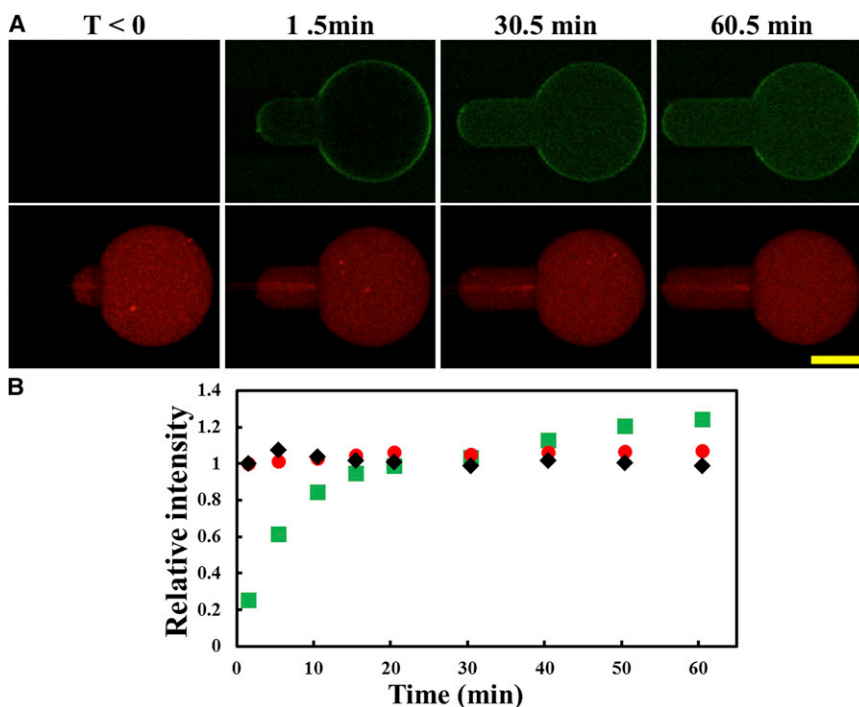 A
T < 0
1 .5min
30.5 min
60.5 min
B
1.4
1.2
1
0.8
0.6
0.4
0.2
0
Relative intensity
0 10 20 30 40 50 60
Time (min)